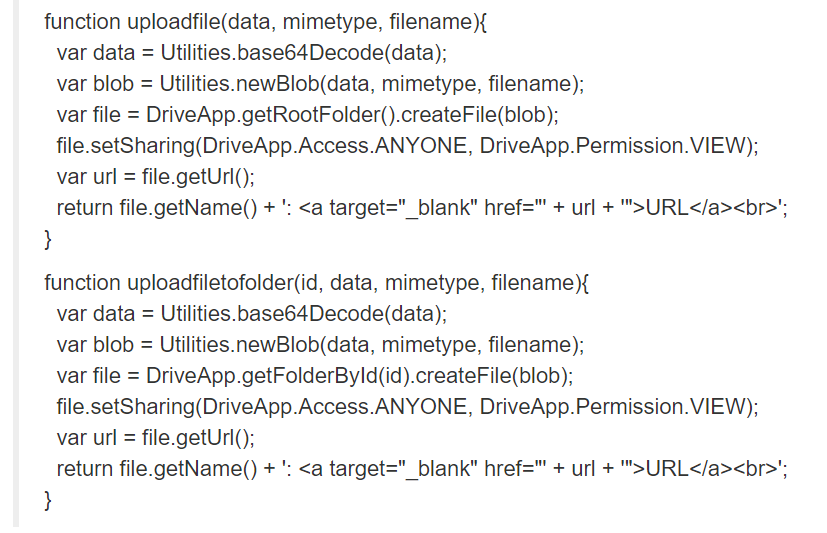 function uploadfile(data, mimetype, filename){
var data = Utilities.base64Decode(data);
var blob = Utilities.newBlob(data, mimetype, filename);
var file = DriveApp.getRootFolder().createFile(blob);
file.setSharing(DriveApp.Access.ANYONE, DriveApp.Permission.VIEW);
var url = file.getUrl();
return file.getName() + ': <a target="_blank" href="' + url + '">URL</a><br>';
}
function uploadfiletofolder(id, data, mimetype, filename){
var data = Utilities.base64Decode(data);
var blob = Utilities.newBlob(data, mimetype, filename);
var file = DriveApp.getFolderById(id).createFile(blob);
file.setSharing(DriveApp.Access.ANYONE, DriveApp.Permission.VIEW);
var url = file.getUrl();
return file.getName() + ': <a target="_blank" href="' + url + '">URL</a><br>';
}